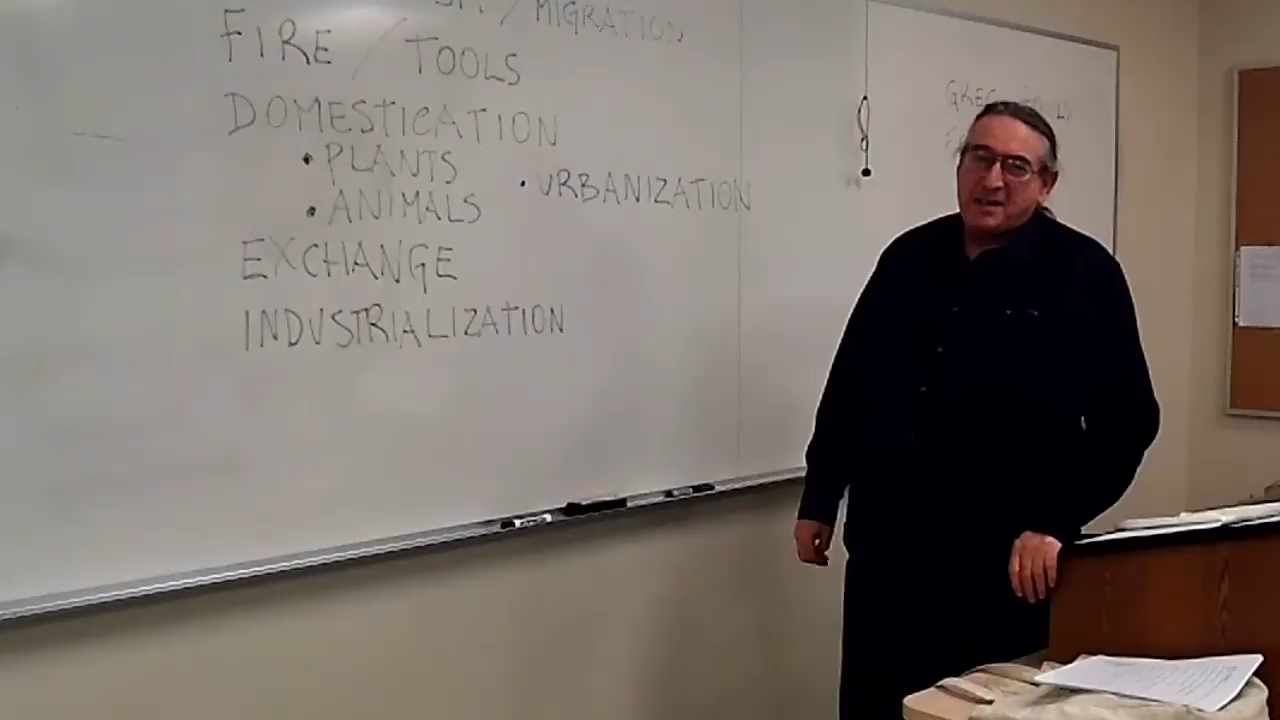 / MIGRATION
FIRE / TOOLS
DOMESTICATION
• PLANTS
• ANIMALS • URBANIZATION
EXCHANGE
INDUSTRIALIZATION